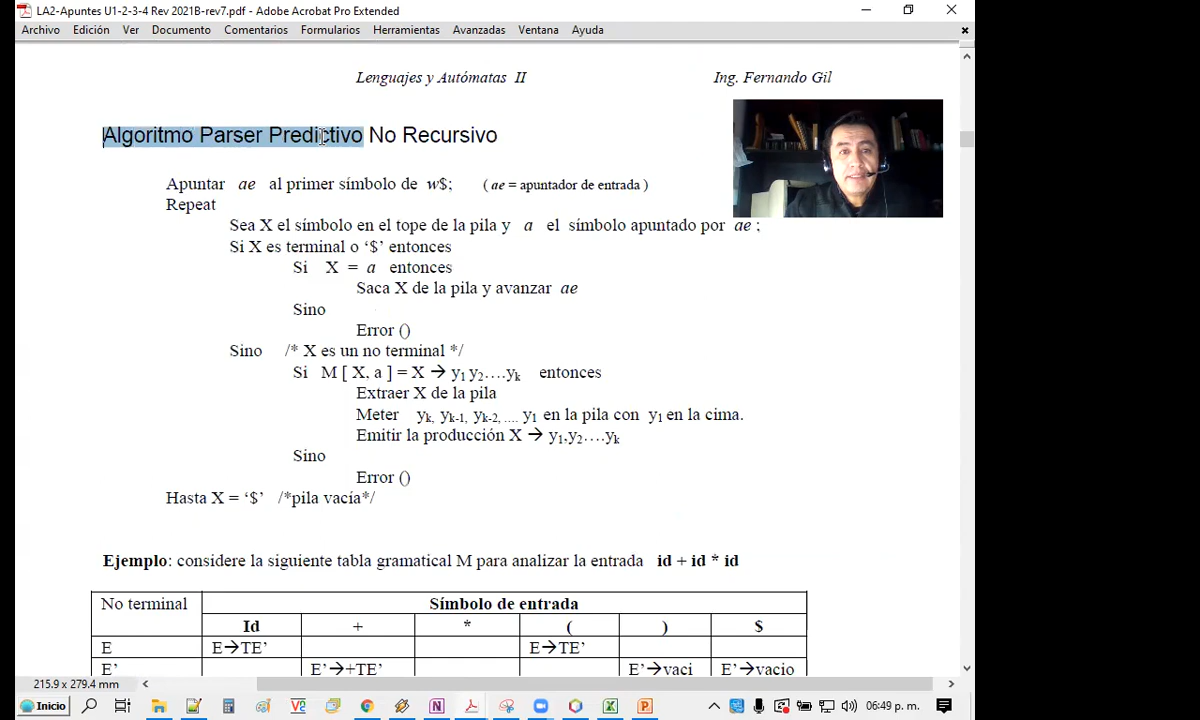 LA2-Apuntes U1-2-3-4 Rev 2021B-rev7.pdf - Adobe Acrobat Pro Extended
Archivo Edición Ver Documento Comentarios Formularios Herramientas Avanzadas Ventana Ayuda
Lenguajes y Autómatas II Ing. Fernando Gil
Algoritmo Parser Predictivo No Recursivo
Apuntar ae al primer símbolo de w$; ( ae = apuntador de entrada )
Repeat
Sea X el símbolo en el tope de la pila y a el símbolo apuntado por ae ;
Si X es terminal o ‘$’ entonces
Si X = a entonces
Saca X de la pila y avanzar ae
Sino
Error ()
Sino /* X es un no terminal */
Si M [ X, a ] = X → y1 y2….yk entonces
Extraer X de la pila
Meter yk, yk-1, yk-2, .... y1 en la pila con y1 en la cima.
Emitir la producción X → y1,y2….yk
Sino
Error ()
Hasta X = ‘$’ /*pila vacía*/
Ejemplo: considere la siguiente tabla gramatical M para analizar la entrada id + id * id
No terminal Símbolo de entrada
Id + * ( ) $
E E→TE’ E→TE’
E’ E’→+TE’ E’→vaci E’→vacio
215.9 x 279.4 mm
Inicio 06:49 p. m.